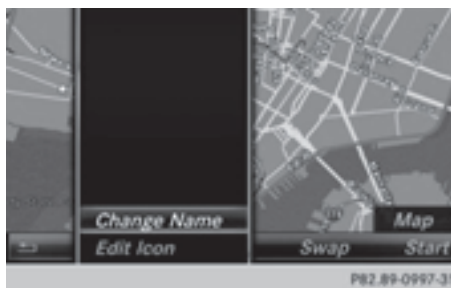 Change Name
Map
Edit Icon
Swap
Start
P82.89-0997-31